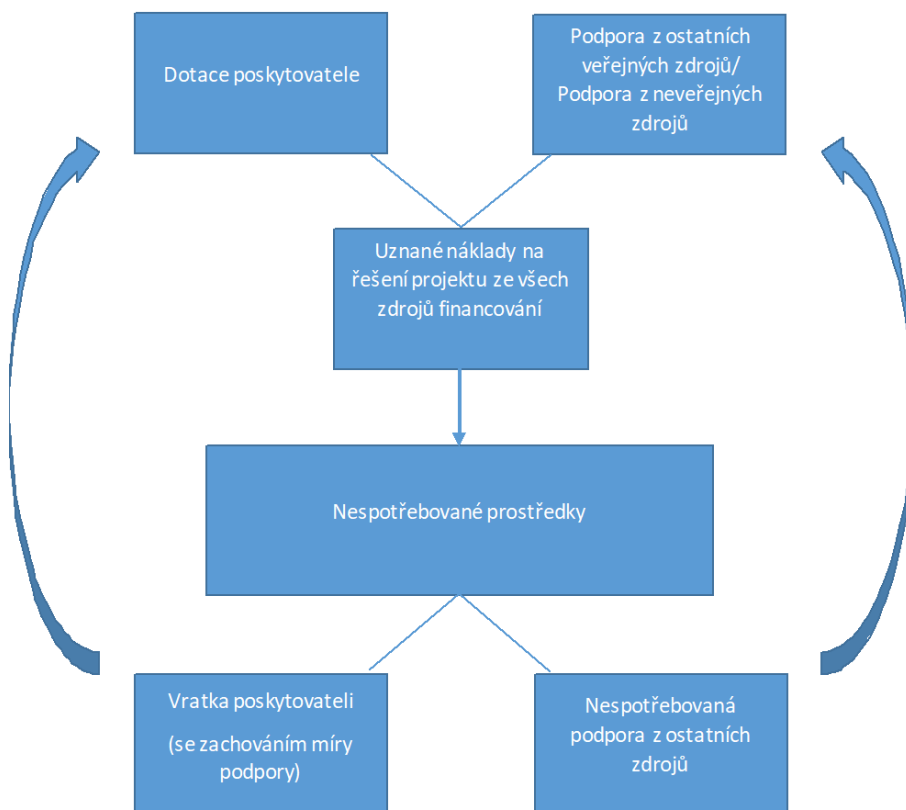 Dotace poskytovatele
Podpora z ostatních
veřejných zdrojů/
Podpora z neveřejných
zdrojů
Uznané náklady na
řešení projektu ze všech
zdrojů financování
Nespotřebované prostředky
Vratka poskytovateli
(se zachováním míry
podpory)
Nespotřebovaná
podpora z ostatních
zdrojů